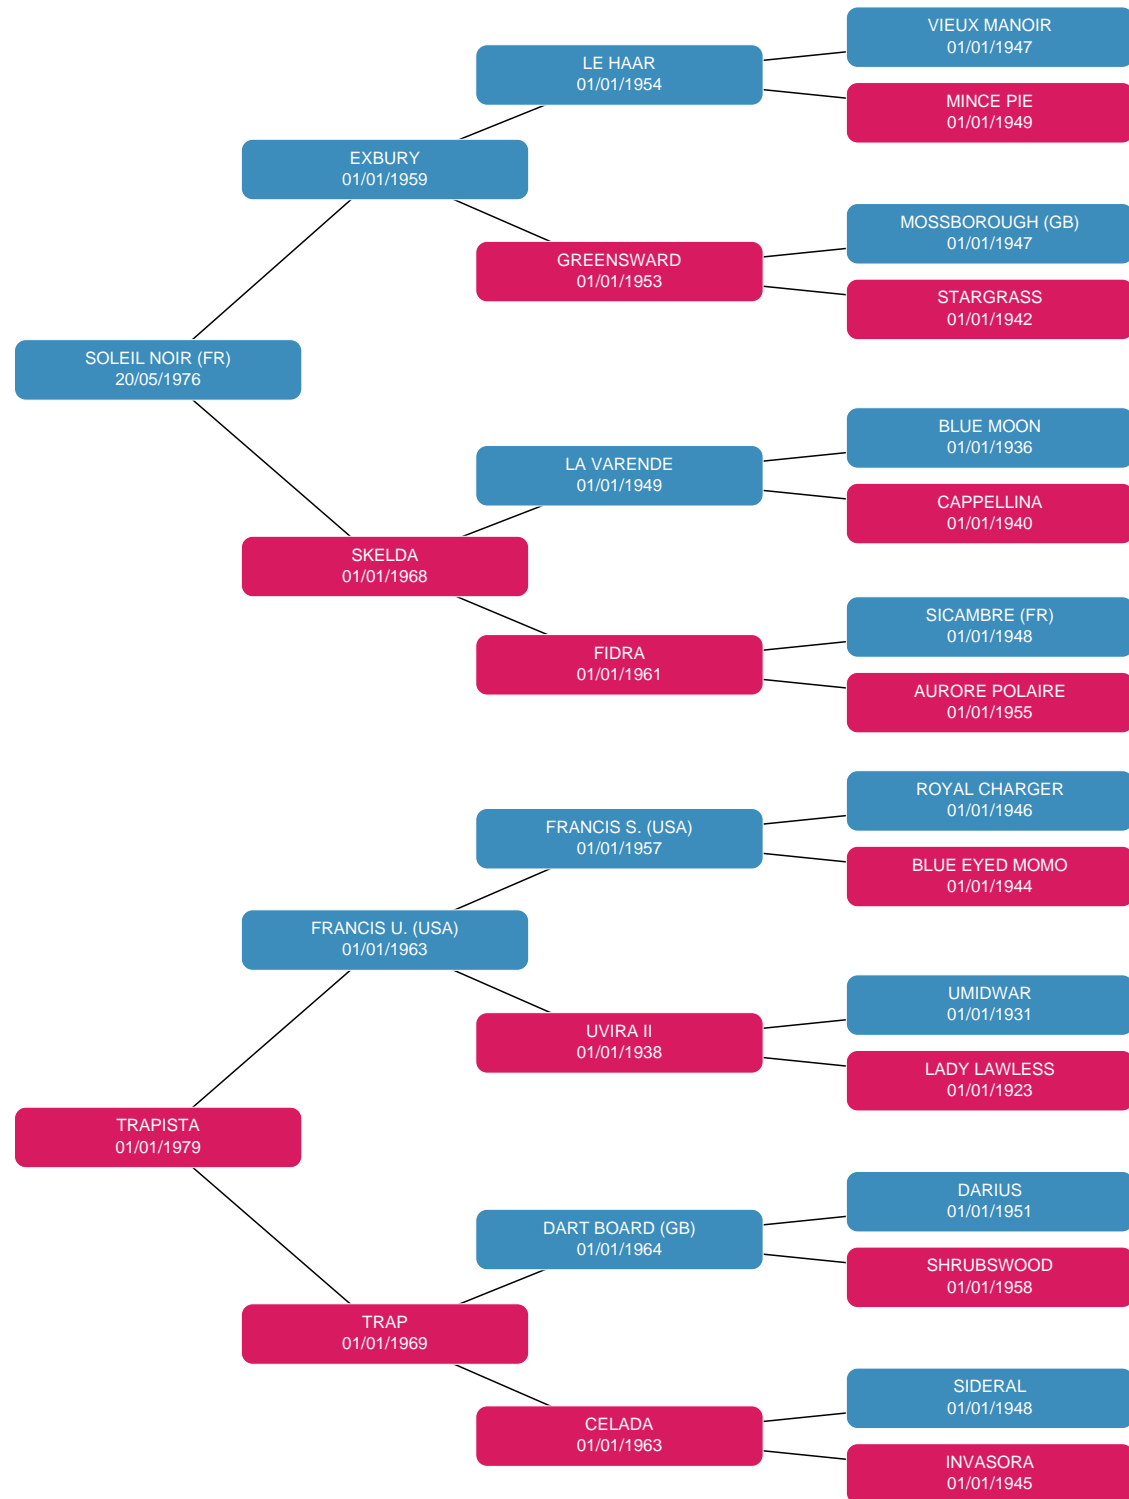 VIEUX MANOIR
01/01/1947
LE HAAR
01/01/1954
MINCE PIE
01/01/1949
EXBURY
01/01/1959
MOSSBOROUGH (GB)
01/01/1947
GREENSWARD
01/01/1953
STARGRASS
01/01/1942
SOLEIL NOIR (FR)
20/05/1976
BLUE MOON
01/01/1936
LA VARENDE
01/01/1949
CAPPELLINA
01/01/1940
SKELDA
01/01/1968
SICAMBRE (FR)
01/01/1948
FIDRA
01/01/1961
AURORE POLAIRE
01/01/1955
ROYAL CHARGER
01/01/1946
FRANCIS S. (USA)
01/01/1957
BLUE EYED MOMO
01/01/1944
FRANCIS U. (USA)
01/01/1963
UMIDWAR
01/01/1931
UVIRA II
01/01/1938
LADY LAWLESS
01/01/1923
TRAPISTA
01/01/1979
DARIUS
01/01/1951
DART BOARD (GB)
01/01/1964
SHRUBSWOOD
01/01/1958
TRAP
01/01/1969
SIDERAL
01/01/1948
CELADA
01/01/1963
INVASORA
01/01/1945